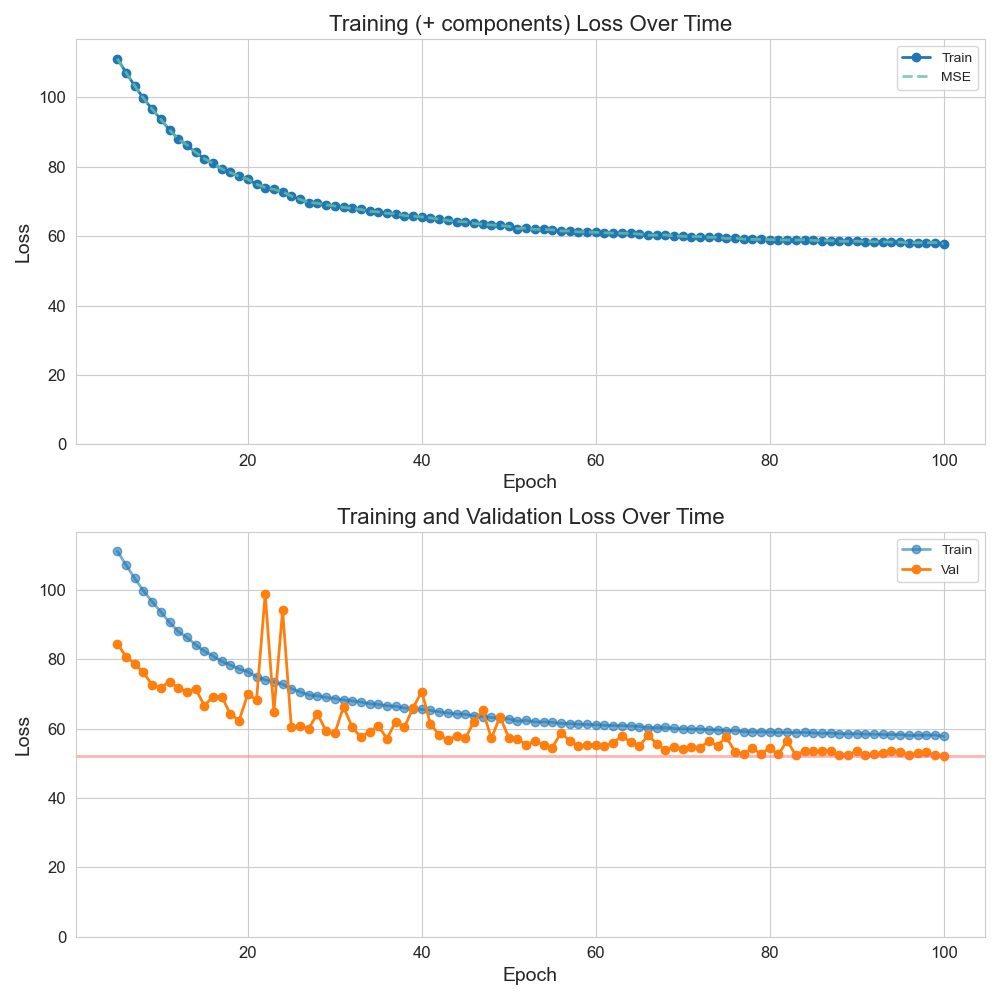 Training (+ components) Loss Over Time
Train
MSE
Loss
100
80
60
40
20
0
20 40 60 80 100
Epoch
Training and Validation Loss Over Time
Train
Val
Loss
100
80
60
40
20
0
20 40 60 80 100
Epoch